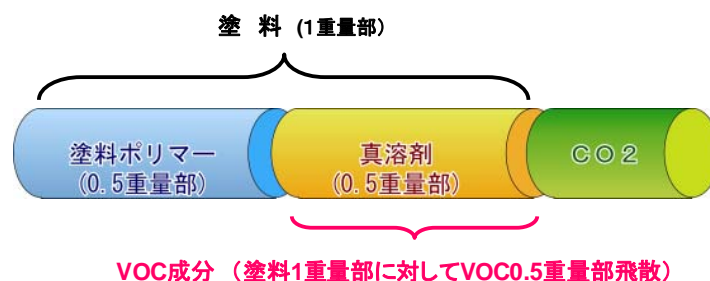 塗 料 (1重量部)
塗料ポリマー
(0.5重量部)
真溶剤
(0.5重量部)
CO2
VOC成分 (塗料1重量部に対してVOC0.5重量部飛散)